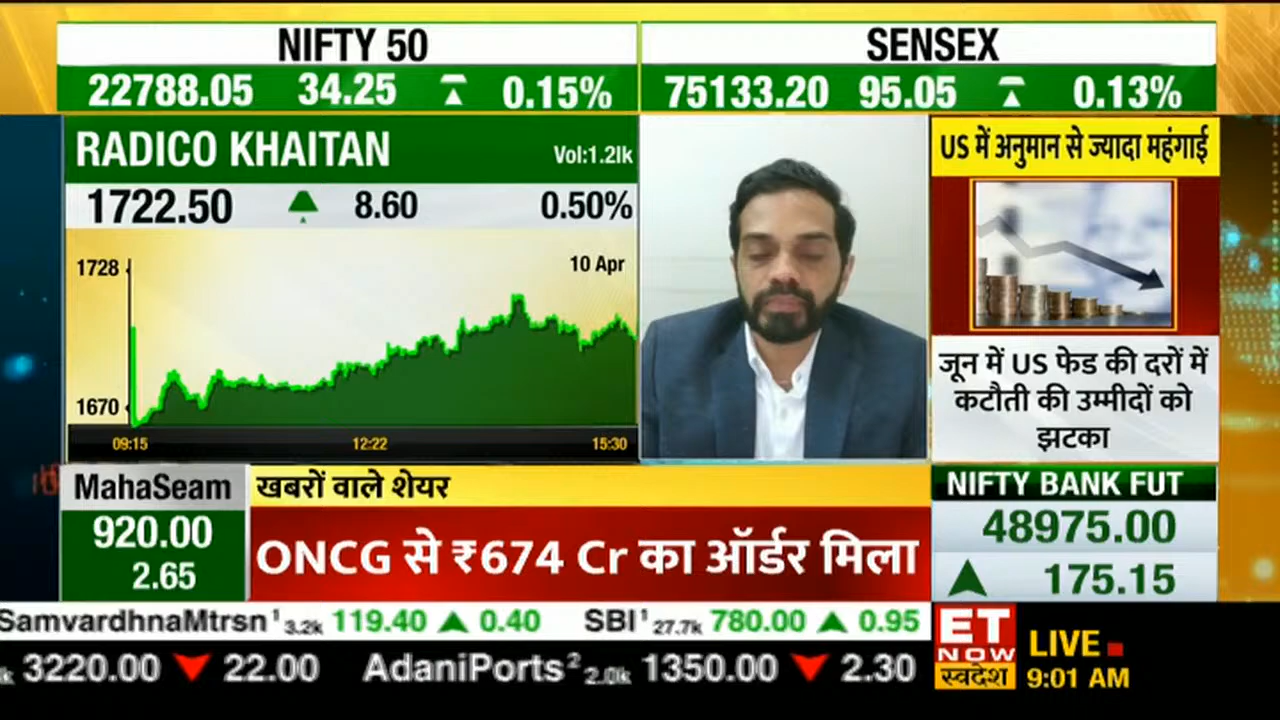 NIFTY 50
22788.05 34.25 0.15%
SENSEX
75133.20 95.05 0.13%
RADICO KHAITAN Vol:1.2lk
1722.50 8.60 0.50%
1728 10 Apr
1670
09:15 12:22 15:30
US में अनुमान से ज्यादा महंगाई
जून में US फेड की दरों में
कटौती की उम्मीदों को
झटका
MahaSeam
920.00
2.65
खबरों वाले शेयर
ONCG से ₹674 Cr का ऑर्डर मिला
NIFTY BANK FUT
48975.00
175.15
SamvardhnaMtrsn¹ 3.2k 119.40 0.40 SBI¹ 27.7k 780.00 0.95
3220.00 22.00 AdaniPorts² 2.0k 1350.00 2.30
ET
NOW
स्वदेश
LIVE
9:01 AM